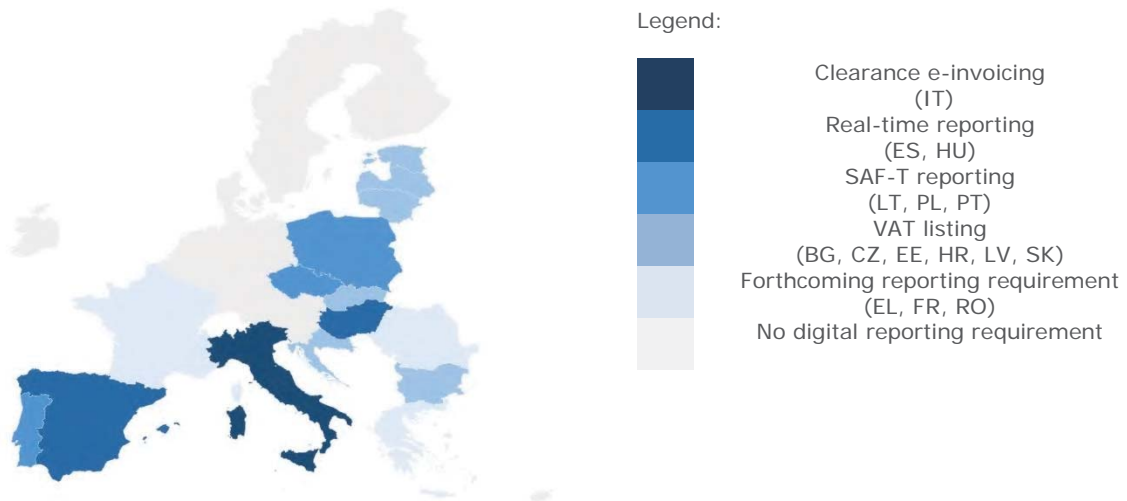 Legend:
Clearance e-invoicing
(IT)
Real-time reporting
(ES, HU)
SAF-T reporting
(LT, PL, PT)
VAT listing
(BG, CZ, EE, HR, LV, SK)
Forthcoming reporting requirement
(EL, FR, RO)
No digital reporting requirement